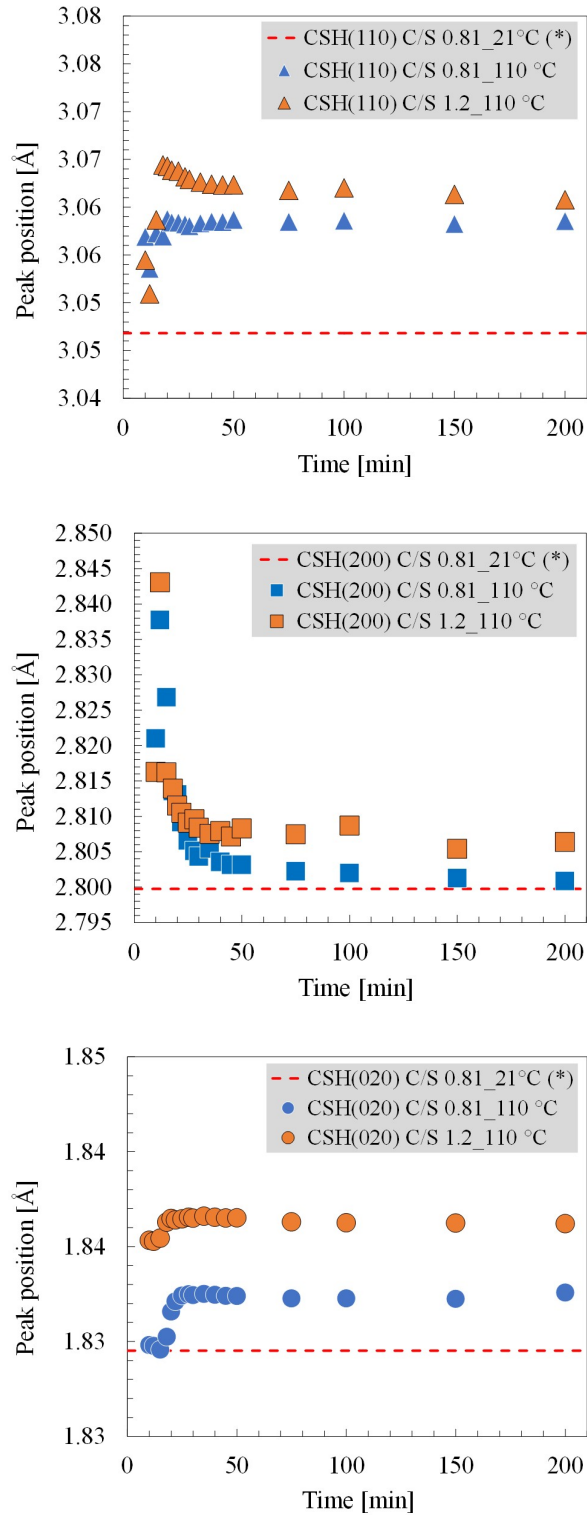 3.08
3.08
3.07
3.07
3.06
3.06
3.05
3.05
3.04
Peak position [Å]
CSH(110) C/S 0.81_21°C (*)
CSH(110) C/S 0.81_110 °C
CSH(110) C/S 1.2_110 °C
0 50 100 150 200
Time [min]
2.850
2.845
2.840
2.835
2.830
2.825
2.820
2.815
2.810
2.805
2.800
2.795
Peak position [Å]
CSH(200) C/S 0.81_21°C (*)
CSH(200) C/S 0.81_110 °C
CSH(200) C/S 1.2_110 °C
0 50 100 150 200
Time [min]
1.85
1.84
1.84
1.83
1.83
Peak position [Å]
CSH(020) C/S 0.81_21°C (*)
CSH(020) C/S 0.81_110 °C
CSH(020) C/S 1.2_110 °C
0 50 100 150 200
Time [min]